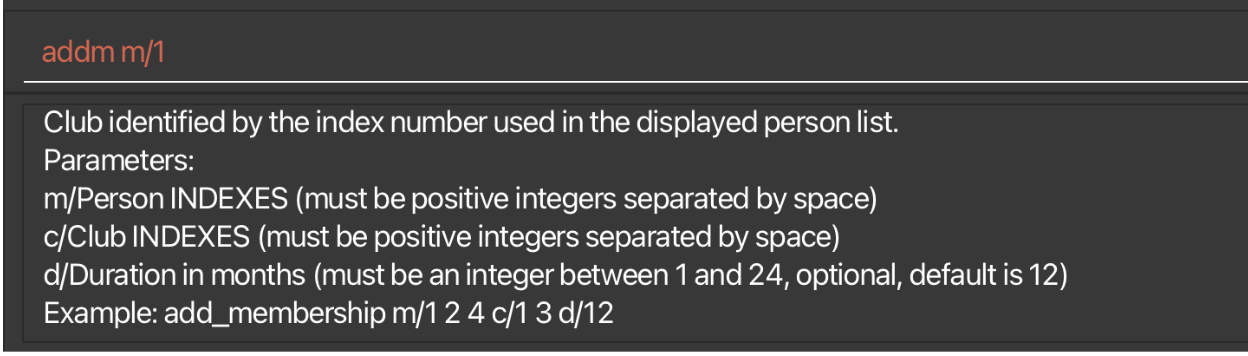 addm m/1
Club identified by the index number used in the displayed person list.
Parameters:
m/Person INDEXES (must be positive integers separated by space)
c/Club INDEXES (must be positive integers separated by space)
d/Duration in months (must be an integer between 1 and 24, optional, default is 12)
Example: add_membership m/1 2 4 c/1 3 d/12